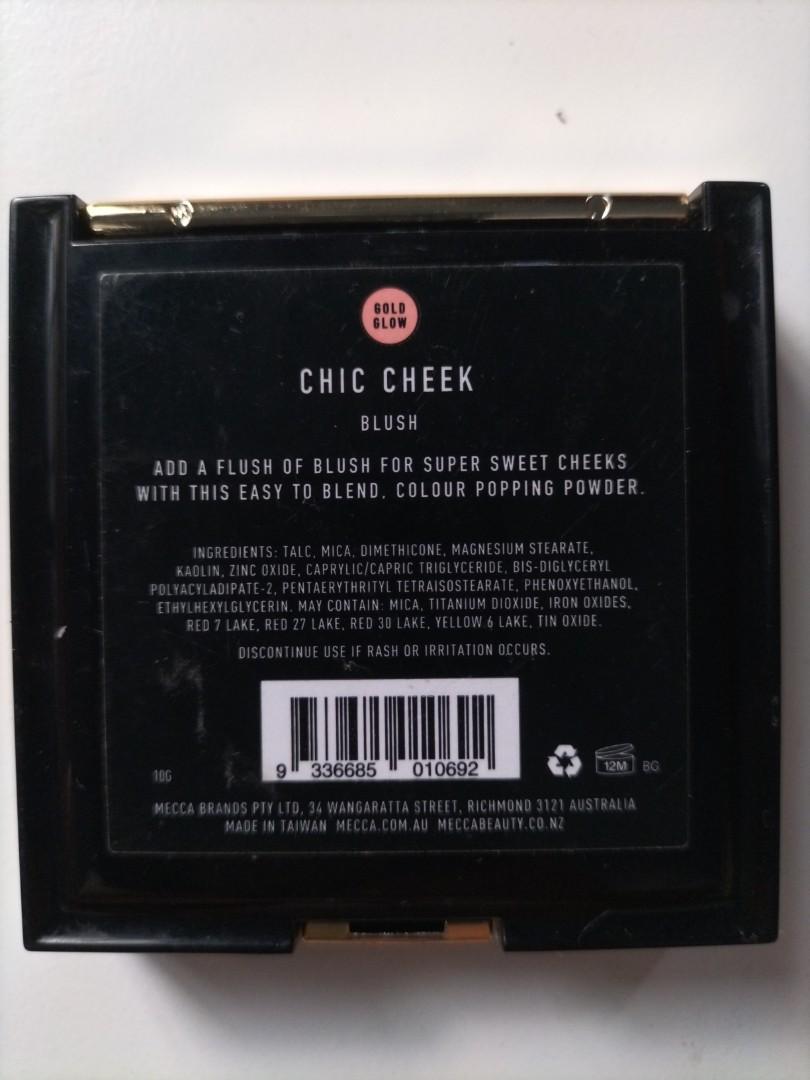 GOLD
GLOW
CHIC CHEEK
BLUSH
ADD A FLUSH OF BLUSH FOR SUPER SWEET CHEEKS
WITH THIS EASY TO BLEND, COLOUR POPPING POWDER.
INGREDIENTS: TALC, MICA, DIMETHICONE, MAGNESIUM STEARATE,
KAOLIN, ZINC OXIDE, CAPRYLIC/CAPRIC TRIGLYCERIDE, BIS-DIGLYCERYL
POLYACYLADIPATE-2, PENTAERYTHRITYL TETRAISOSTEARATE, PHENOXYETHANOL,
ETHYLHEXYLGLYCERIN. MAY CONTAIN: MICA, TITANIUM DIOXIDE, IRON OXIDES,
RED 7 LAKE, RED 27 LAKE, RED 30 LAKE, YELLOW 6 LAKE, TIN OXIDE.
DISCONTINUE USE IF RASH OR IRRITATION OCCURS.
9 336685 010692
10G
12M BG
MECCA BRANDS PTY LTD, 34 WANGARATTA STREET, RICHMOND 3121 AUSTRALIA
MADE IN TAIWAN MECCA.COM.AU MECCABEAUTY.CO.NZ